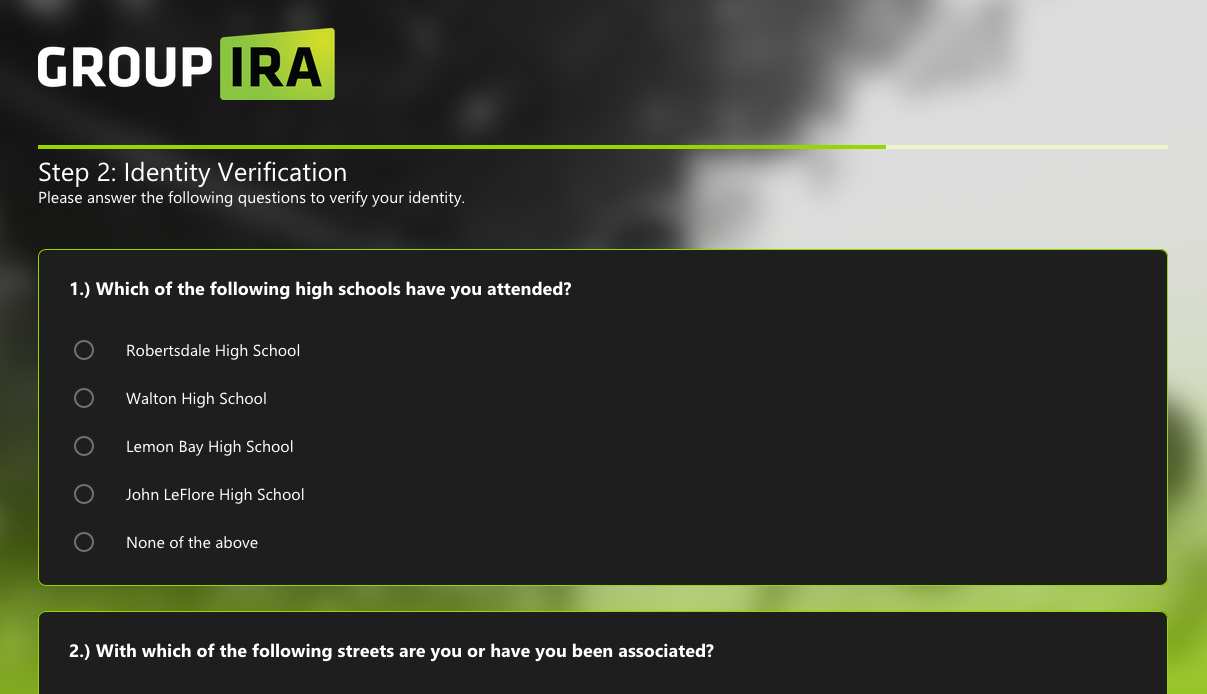 GROUP IRA
Step 2: Identity Verification
Please answer the following questions to verify your identity.
1.) Which of the following high schools have you attended?
Robertsdale High School
Walton High School
Lemon Bay High School
John LeFlore High School
None of the above
2.) With which of the following streets are you or have you been associated?